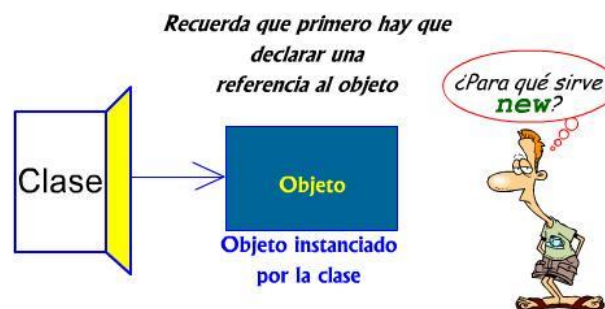 Recuerda que primero hay que
declarar una
referencia al objeto
¿Para qué sirve
new?
Clase
Objeto
Objeto instanciado
por la clase